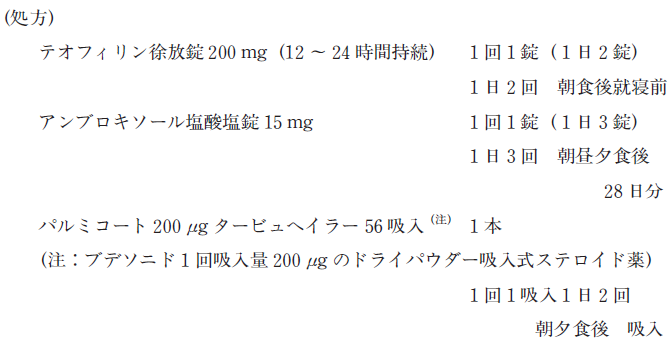 (処方)
テオフィリン徐放錠 200 mg (12 ～ 24 時間持続) 1回1錠 (1日2錠)
1日2回 朝食後就寝前
アンブロキソール塩酸塩錠 15 mg 1回1錠 (1日3錠)
1日3回 朝昼夕食後
28 日分
パルミコート 200 μg タービュヘイラー 56 吸入 (注) 1本
(注：ブデソニド1回吸入量 200 μg のドライパウダー吸入式ステロイド薬)
1回1吸入1日2回
朝夕食後 吸入